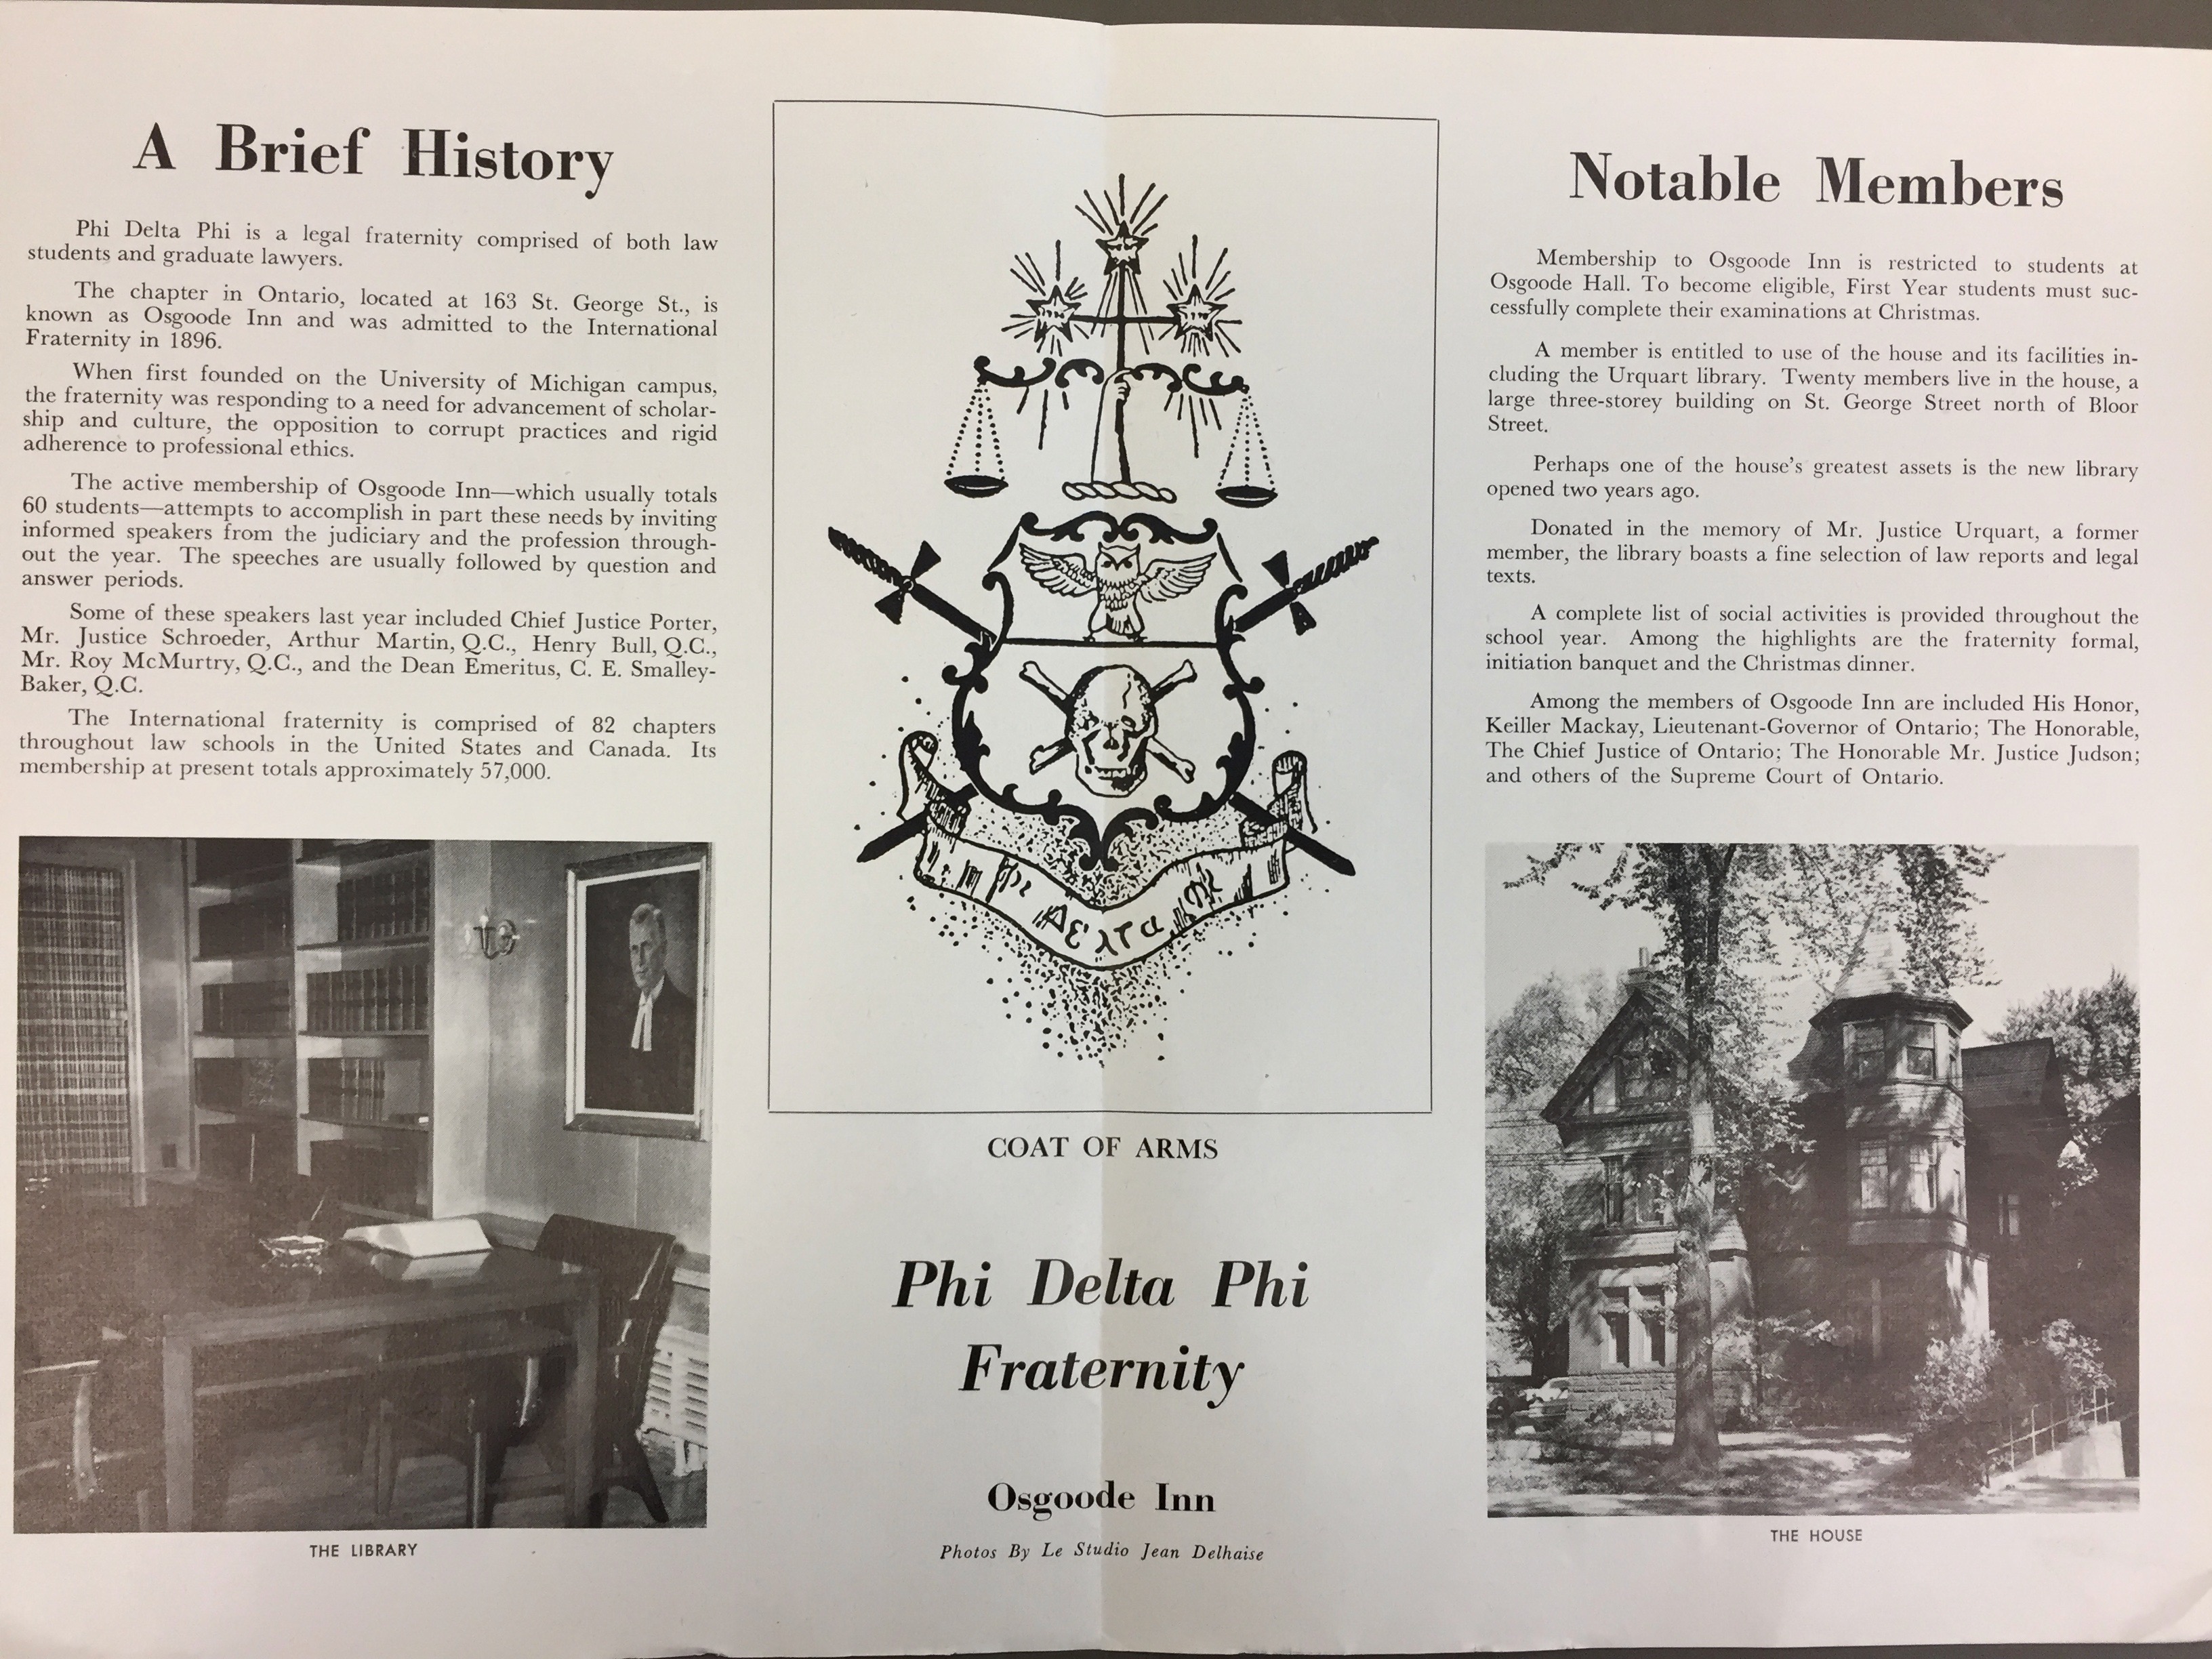 A Brief History
Phi Delta Phi is a legal fraternity comprised of both law
students and graduate lawyers.
The chapter in Ontario, located at 163 St. George St., is
known as Osgoode Inn and was admitted to the International
Fraternity in 1896.
When first founded on the University of Michigan campus,
the fraternity was responding to a need for advancement of scholar-
ship and culture, the opposition to corrupt practices and rigid
adherence to professional ethics.
The active membership of Osgoode Inn—which usually totals
60 students—attempts to accomplish in part these needs by inviting
informed speakers from the judiciary and the profession through-
out the year. The speeches are usually followed by question and
answer periods.
Some of these speakers last year included Chief Justice Porter,
Mr. Justice Schroeder, Arthur Martin, Q.C., Henry Bull, Q.C.,
Mr. Roy McMurtry, Q.C., and the Dean Emeritus, C. E. Smalley-
Baker, Q.C.
The International fraternity is comprised of 82 chapters
throughout law schools in the United States and Canada. Its
membership at present totals approximately 57,000.
THE LIBRARY
Δελτα
COAT OF ARMS
Phi Delta Phi
Fraternity
Osgoode Inn
Photos By Le Studio Jean Delhaise
Notable Members
Membership to Osgoode Inn is restricted to students at
Osgoode Hall. To become eligible, First Year students must suc-
cessfully complete their examinations at Christmas.
A member is entitled to use of the house and its facilities in-
cluding the Urquart library. Twenty members live in the house, a
large three-storey building on St. George Street north of Bloor
Street.
Perhaps one of the house's greatest assets is the new library
opened two years ago.
Donated in the memory of Mr. Justice Urquart, a former
member, the library boasts a fine selection of law reports and legal
texts.
A complete list of social activities is provided throughout the
school year. Among the highlights are the fraternity formal,
initiation banquet and the Christmas dinner.
Among the members of Osgoode Inn are included His Honor,
Keiller Mackay, Lieutenant-Governor of Ontario; The Honorable,
The Chief Justice of Ontario; The Honorable Mr. Justice Judson;
and others of the Supreme Court of Ontario.
THE HOUSE